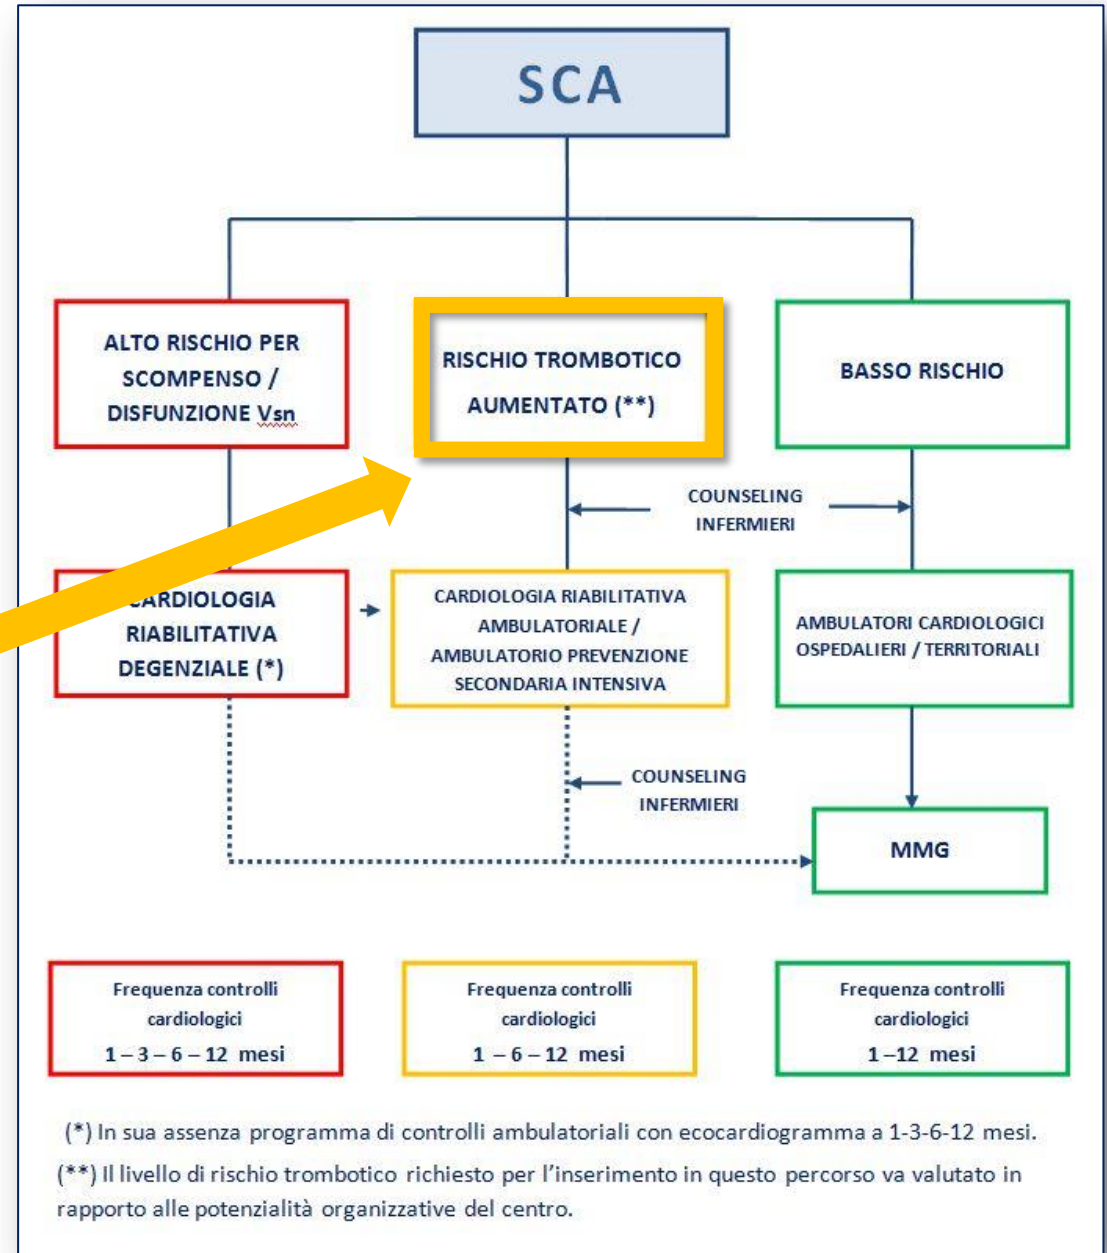 SCA
ALTO RISCHIO PER
SCOMPENSO /
DISFUNZIONE Vsn
RISCHIO TROMBOTICO
AUMENTATO (**)
BASSO RISCHIO
COUNSELING
INFERMIERI
CARDIOLOGIA
RIABILITATIVA
DEGENZIALE (*)
CARDIOLOGIA RIABILITATIVA
AMBULATORIALE /
AMBULATORIO PREVENZIONE
SECONDARIA INTENSIVA
AMBULATORI CARDIOLOGICI
OSPEDALIERI / TERRITORIALI
COUNSELING
INFERMIERI
MMG
Frequenza controlli
cardiologici
1 – 3 – 6 – 12 mesi
Frequenza controlli
cardiologici
1 – 6 – 12 mesi
Frequenza controlli
cardiologici
1 –12 mesi
(*) In sua assenza programma di controlli ambulatoriali con ecocardiogramma a 1-3-6-12 mesi.
(**) Il livello di rischio trombotico richiesto per l’inserimento in questo percorso va valutato in
rapporto alle potenzialità organizzative del centro.